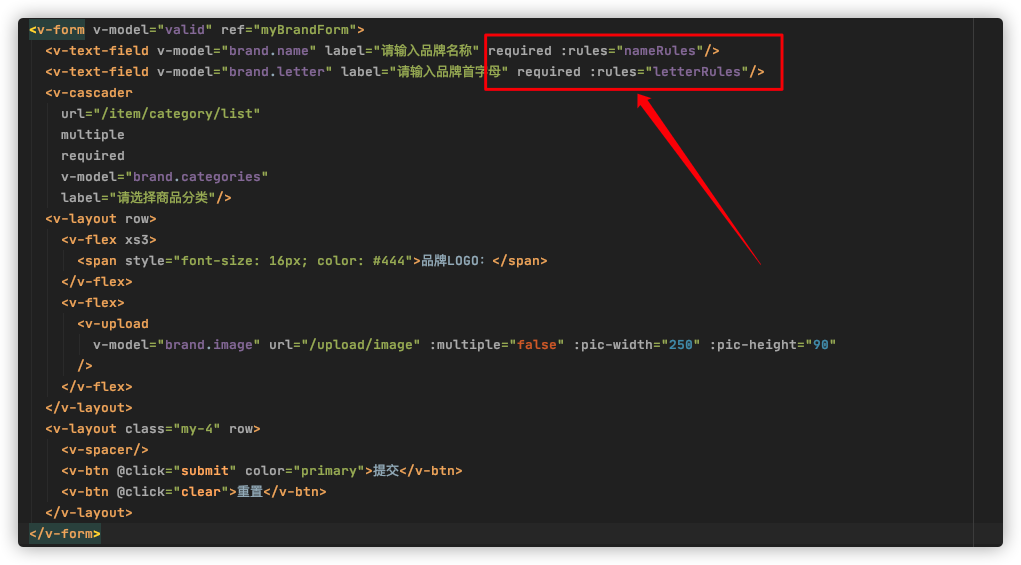 <v-form v-model="valid" ref="myBrandForm">
<v-text-field v-model="brand.name" label="请输入品牌名称" required :rules="nameRules"/>
<v-text-field v-model="brand.letter" label="请输入品牌首字母" required :rules="letterRules"/>
<v-cascader
url="/item/category/list"
multiple
required
v-model="brand.categories"
label="请选择商品分类"/>
<v-layout row>
<v-flex xs3>
<span style="font-size: 16px; color: #444">品牌LOGO：</span>
</v-flex>
<v-flex>
<v-upload
v-model="brand.image" url="/upload/image" :multiple="false" :pic-width="250" :pic-height="90"
/>
</v-flex>
</v-layout>
<v-layout class="my-4" row>
<v-spacer/>
<v-btn @click="submit" color="primary">提交</v-btn>
<v-btn @click="clear">重置</v-btn>
</v-layout>
</v-form>